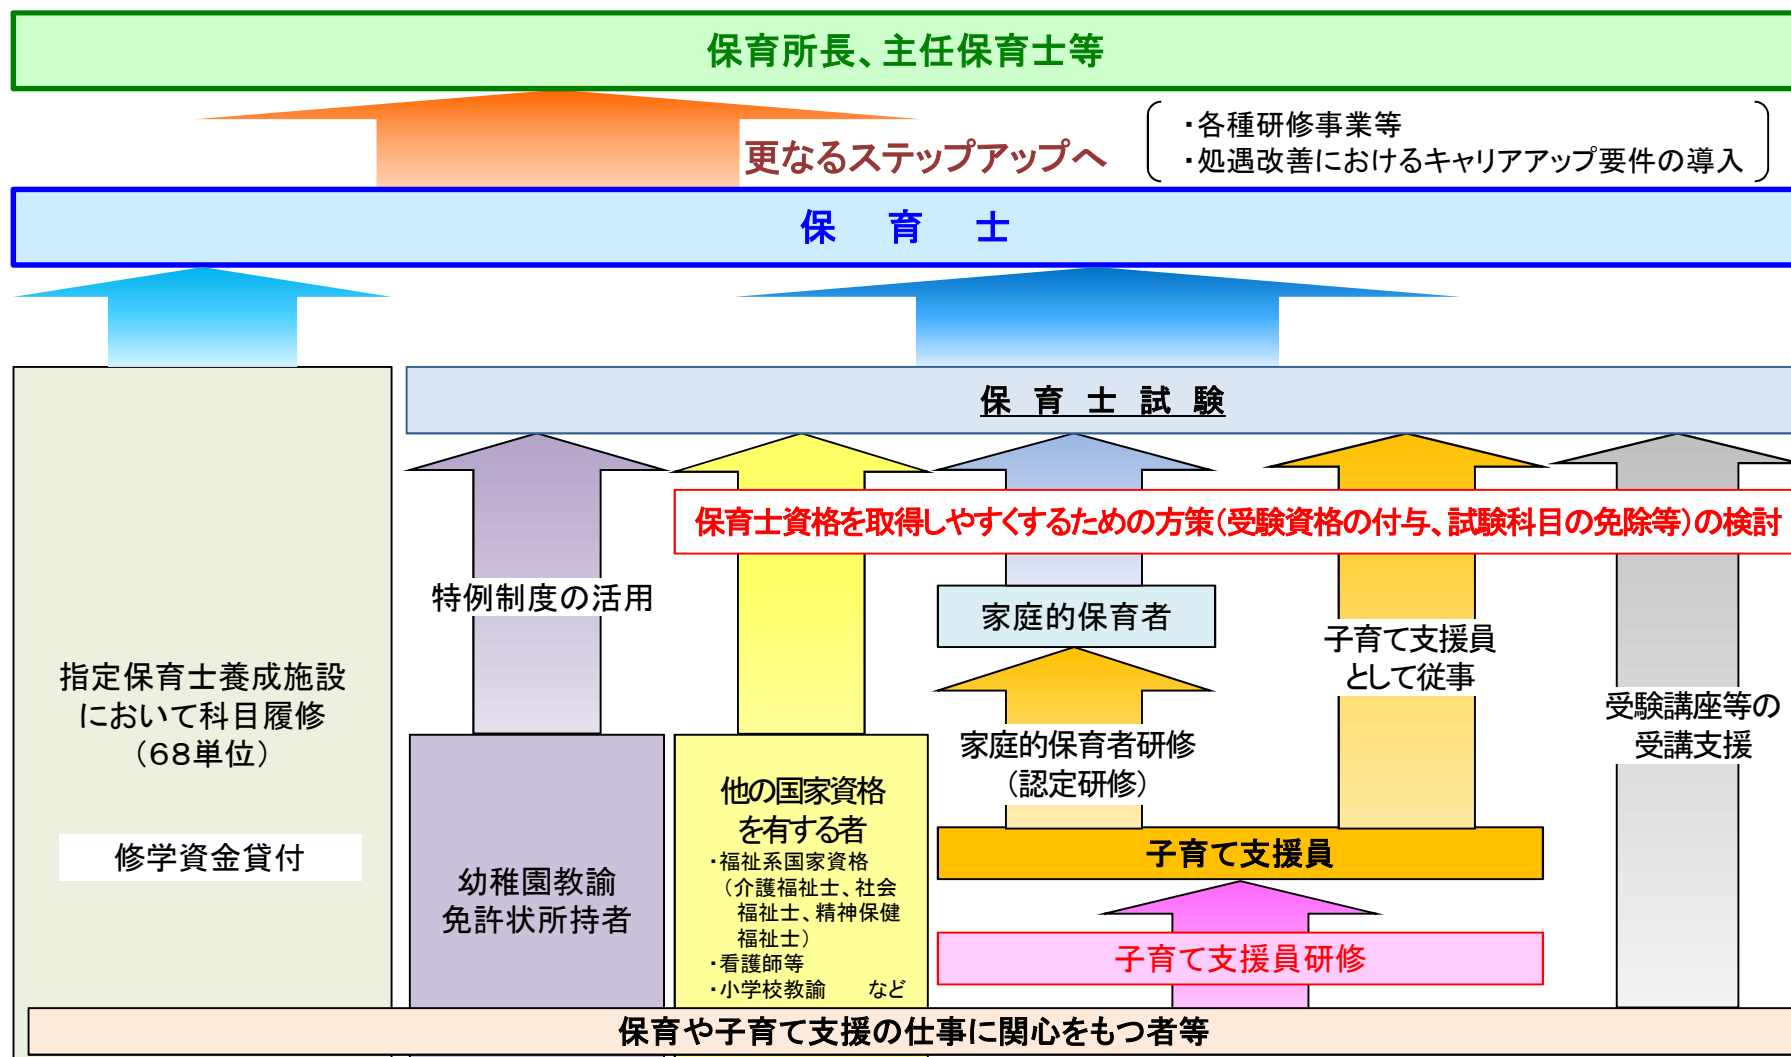 保育所長、主任保育士等
更なるステップアップへ
・各種研修事業等
・処遇改善におけるキャリアアップ要件の導入
保 育 士
保 育 士 試 験
保育士資格を取得しやすくするための方策(受験資格の付与、試験科目の免除等)の検討
指定保育士養成施設
において科目履修
(68単位)
修学資金貸付
特例制度の活用
幼稚園教諭
免許状所持者
他の国家資格
を有する者
・福祉系国家資格
(介護福祉士、社会
福祉士、精神保健
福祉士)
・看護師等
・小学校教諭 など
家庭的保育者
家庭的保育者研修
(認定研修)
子育て支援員
として従事
受験講座等の
受講支援
子育て支援員
子育て支援員研修
保育や子育て支援の仕事に関心をもつ者等